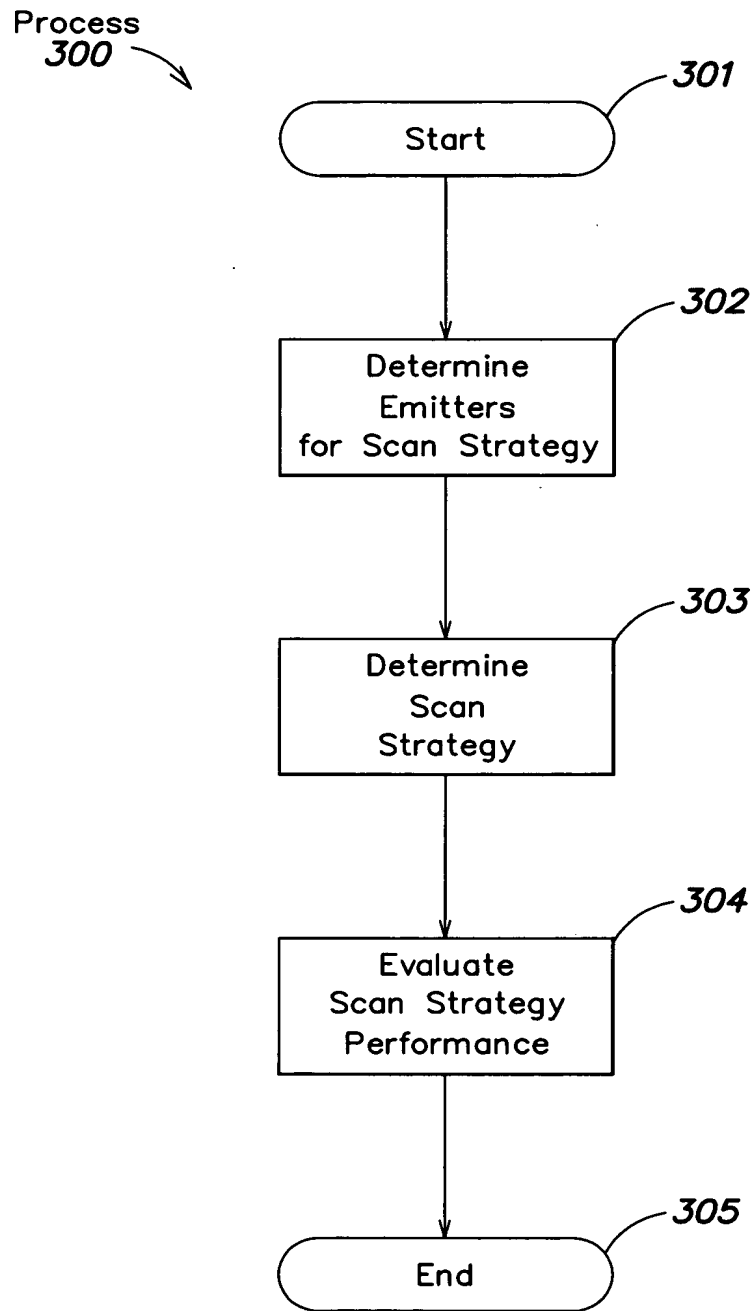 Process
300
301
Start
302
Determine
Emitters
for Scan Strategy
303
Determine
Scan
Strategy
304
Evaluate
Scan Strategy
Performance
305
End